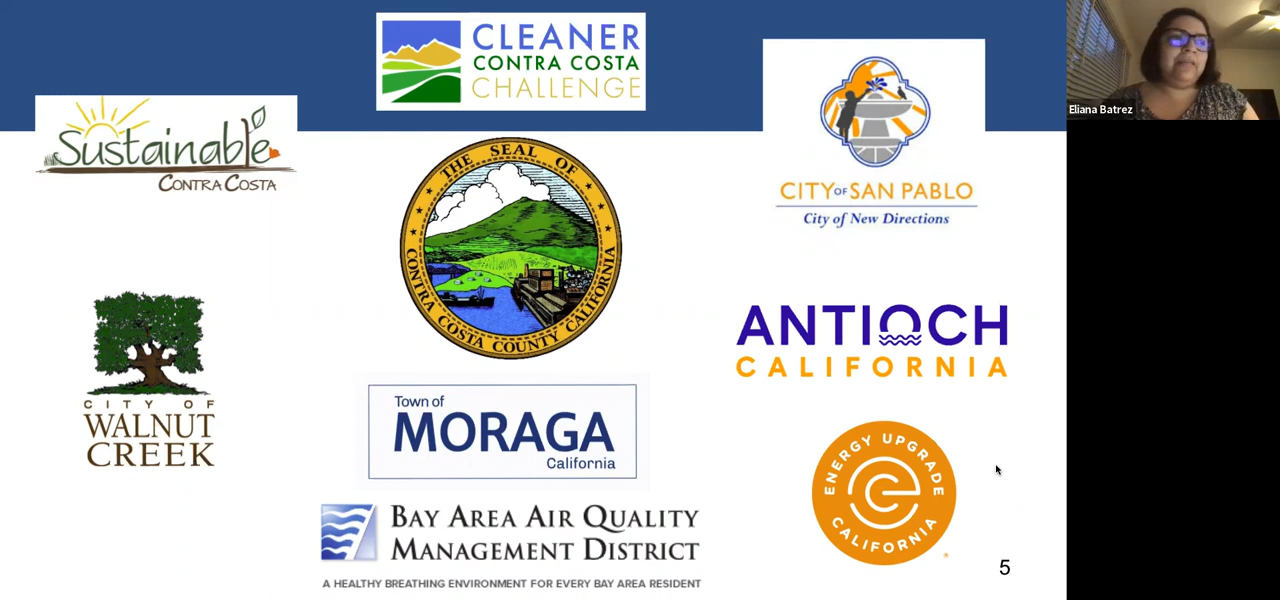 CLEANER
CONTRA COSTA
CHALLENGE
Sustainable
CONTRA COSTA
THE SEAL OF
CONTRA COSTA COUNTY CALIFORNIA
CITY OF SAN PABLO
City of New Directions
CITY OF
WALNUT
CREEK
Town of
MORAGA
California
ANTIOCH
CALIFORNIA
ENERGY UPGRADE
CALIFORNIA
BAY AREA AIR QUALITY
MANAGEMENT DISTRICT
A HEALTHY BREATHING ENVIRONMENT FOR EVERY BAY AREA RESIDENT
5
Eliana Batrez